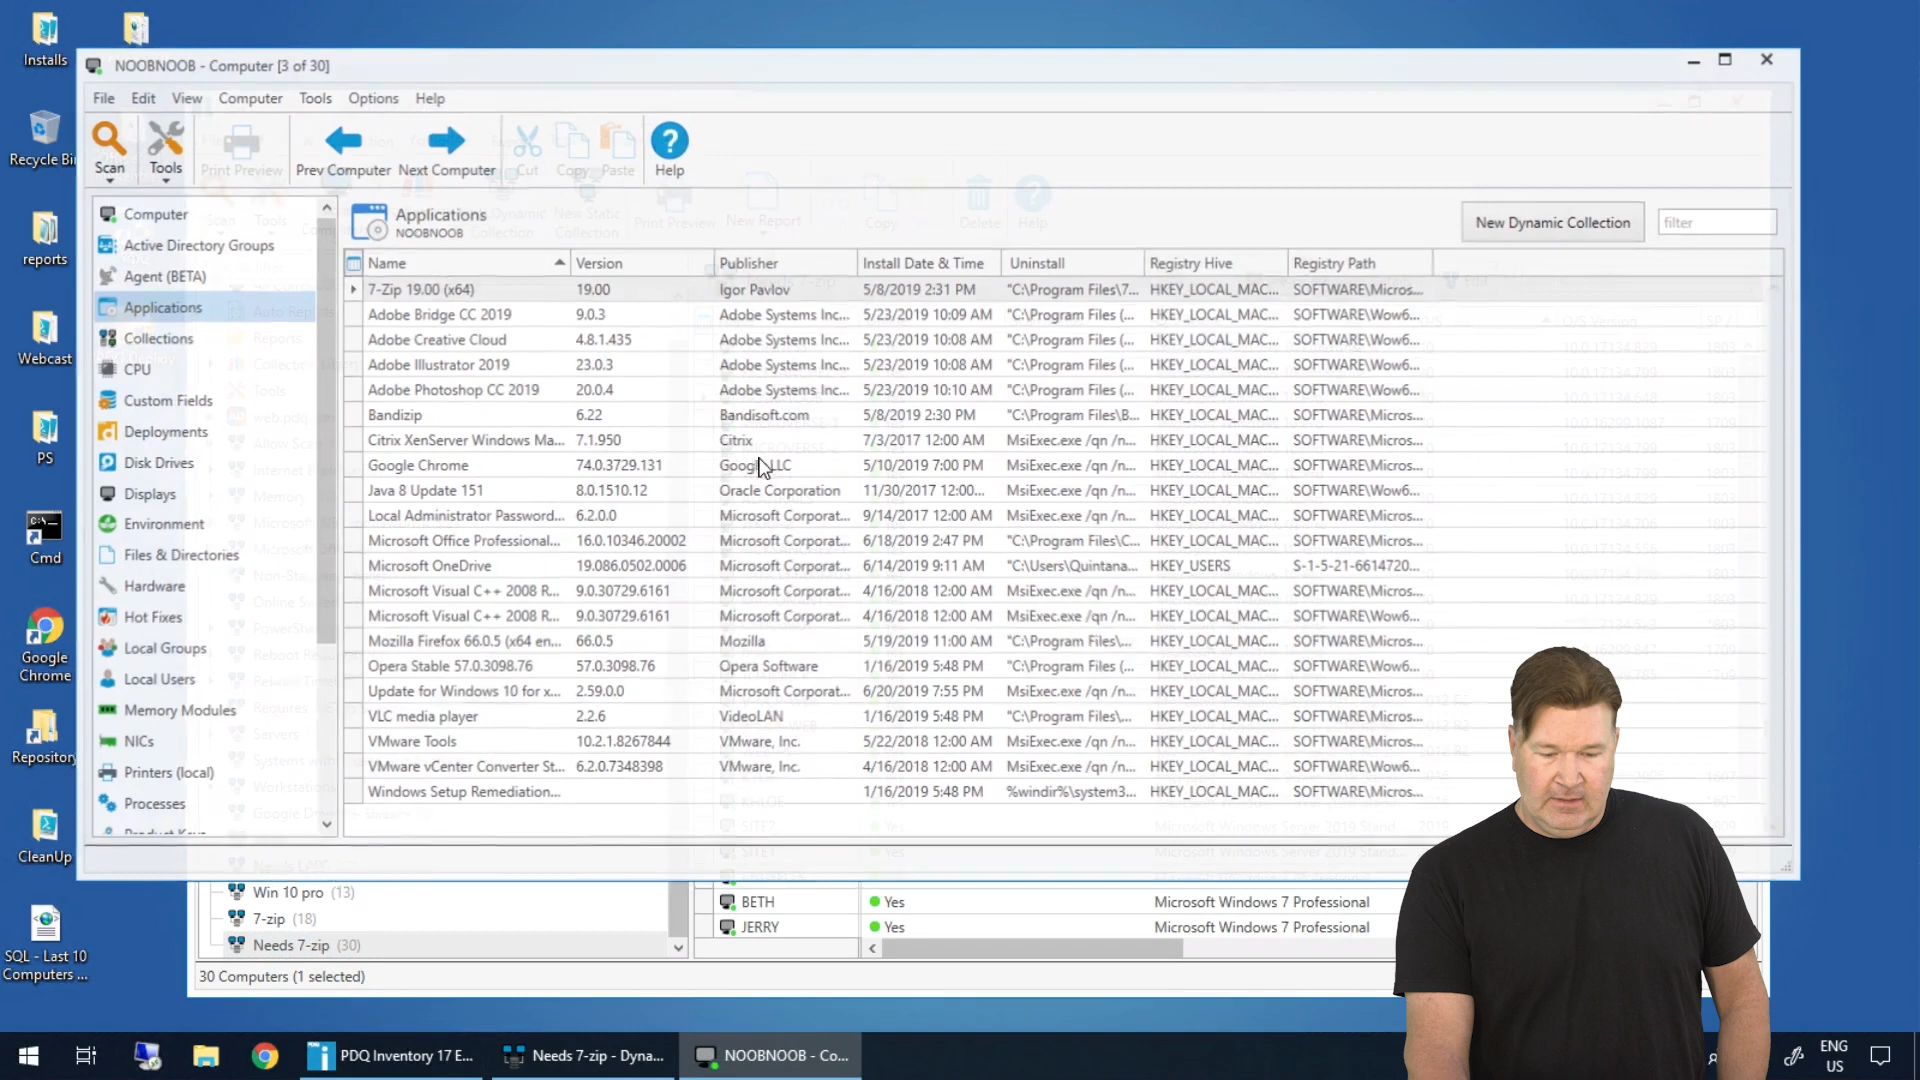 Installs
Recycle Bin
reports
Webcast
PS
Cmd
Google
Chrome
Repository
CleanUp
SQL - Last 10
Computers ...
NOOBNOOB - Computer [3 of 30]
File Edit View Computer Tools Options Help
Scan Tools Print Preview Prev Computer Next Computer Cut Copy Paste Help
Computer
Active Directory Groups
Agent (BETA)
Applications
Collections
CPU
Custom Fields
Deployments
Disk Drives
Displays
Environment
Files & Directories
Hardware
Hot Fixes
Local Groups
Local Users
Memory Modules
NICs
Printers (local)
Processes
Applications
NOOBNOOB
New Dynamic Collection
filter
Name Version Publisher Install Date & Time Uninstall Registry Hive Registry Path
7-Zip 19.00 (x64) 19.00 Igor Pavlov 5/8/2019 2:31 PM "C:\Program Files\7... HKEY_LOCAL_MAC... SOFTWARE\Micros...
Adobe Bridge CC 2019 9.0.3 Adobe Systems Inc... 5/23/2019 10:09 AM "C:\Program Files (... HKEY_LOCAL_MAC... SOFTWARE\Wow6...
Adobe Creative Cloud 4.8.1.435 Adobe Systems Inc... 5/23/2019 10:08 AM "C:\Program Files (... HKEY_LOCAL_MAC... SOFTWARE\Wow6...
Adobe Illustrator 2019 23.0.3 Adobe Systems Inc... 5/23/2019 10:08 AM "C:\Program Files (... HKEY_LOCAL_MAC... SOFTWARE\Wow6...
Adobe Photoshop CC 2019 20.0.4 Adobe Systems Inc... 5/23/2019 10:10 AM "C:\Program Files (... HKEY_LOCAL_MAC... SOFTWARE\Wow6...
Bandizip 6.22 Bandisoft.com 5/8/2019 2:30 PM "C:\Program Files\B... HKEY_LOCAL_MAC... SOFTWARE\Micros...
Citrix XenServer Windows Ma... 7.1.950 Citrix 7/3/2017 12:00 AM MsiExec.exe /qn /n... HKEY_LOCAL_MAC... SOFTWARE\Micros...
Google Chrome 74.0.3729.131 Google LLC 5/10/2019 7:00 PM MsiExec.exe /qn /n... HKEY_LOCAL_MAC... SOFTWARE\Wow6...
Java 8 Update 151 8.0.1510.12 Oracle Corporation 11/30/2017 12:00... MsiExec.exe /qn /n... HKEY_LOCAL_MAC... SOFTWARE\Wow6...
Local Administrator Password... 6.2.0.0 Microsoft Corporat... 9/14/2017 12:00 AM MsiExec.exe /qn /n... HKEY_LOCAL_MAC... SOFTWARE\Micros...
Microsoft Office Professional... 16.0.10346.20002 Microsoft Corporat... 6/18/2019 2:47 PM "C:\Program Files\C... HKEY_LOCAL_MAC... SOFTWARE\Micros...
Microsoft OneDrive 19.086.0502.0006 Microsoft Corporat... 6/14/2019 9:11 AM "C:\Users\Quintana... HKEY_USERS S-1-5-21-6614720...
Microsoft Visual C++ 2008 R... 9.0.30729.6161 Microsoft Corporat... 4/16/2018 12:00 AM MsiExec.exe /qn /n... HKEY_LOCAL_MAC... SOFTWARE\Micros...
Microsoft Visual C++ 2008 R... 9.0.30729.6161 Microsoft Corporat... 4/16/2018 12:00 AM MsiExec.exe /qn /n... HKEY_LOCAL_MAC... SOFTWARE\Wow6...
Mozilla Firefox 66.0.5 (x64 en... 66.0.5 Mozilla 5/19/2019 11:00 AM "C:\Program Files\... HKEY_LOCAL_MAC... SOFTWARE\Micros...
Opera Stable 57.0.3098.76 57.0.3098.76 Opera Software 1/16/2019 5:48 PM "C:\Program Files (... HKEY_LOCAL_MAC... SOFTWARE\Wow6...
Update for Windows 10 for x... 2.59.0.0 Microsoft Corporat... 6/20/2019 7:55 PM MsiExec.exe /qn /n... HKEY_LOCAL_MAC... SOFTWARE\Micros...
VLC media player 2.2.6 VideoLAN 1/16/2019 5:48 PM "C:\Program Files\... HKEY_LOCAL_MAC... SOFTWARE\Micros...
VMware Tools 10.2.1.8267844 VMware, Inc. 5/22/2018 12:00 AM MsiExec.exe /qn /n... HKEY_LOCAL_MAC... SOFTWARE\Micros...
VMware vCenter Converter St... 6.2.0.7348398 VMware, Inc. 4/16/2018 12:00 AM MsiExec.exe /qn /n... HKEY_LOCAL_MAC... SOFTWARE\Wow6...
Windows Setup Remediation... 1/16/2019 5:48 PM %windir%\system3... HKEY_LOCAL_MAC... SOFTWARE\Micros...
Win 10 pro (13)
7-zip (18)
Needs 7-zip (30)
BETH Yes Microsoft Windows 7 Professional
JERRY Yes Microsoft Windows 7 Professional
30 Computers (1 selected)
PDQ Inventory 17 E...
Needs 7-zip - Dyna...
NOOBNOOB - Co...
ENG
US